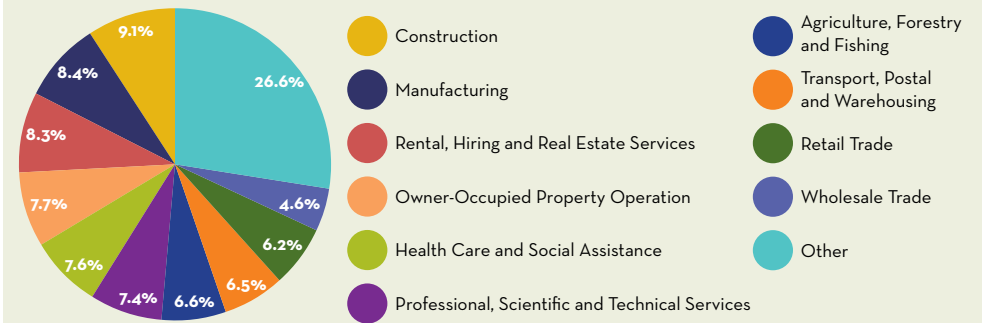 9.1%
8.4%
8.3%
7.7%
7.6%
7.4%
6.6%
6.5%
6.2%
4.6%
26.6%
Construction
Manufacturing
Rental, Hiring and Real Estate Services
Owner-Occupied Property Operation
Health Care and Social Assistance
Professional, Scientific and Technical Services
Agriculture, Forestry
and Fishing
Transport, Postal
and Warehousing
Retail Trade
Wholesale Trade
Other